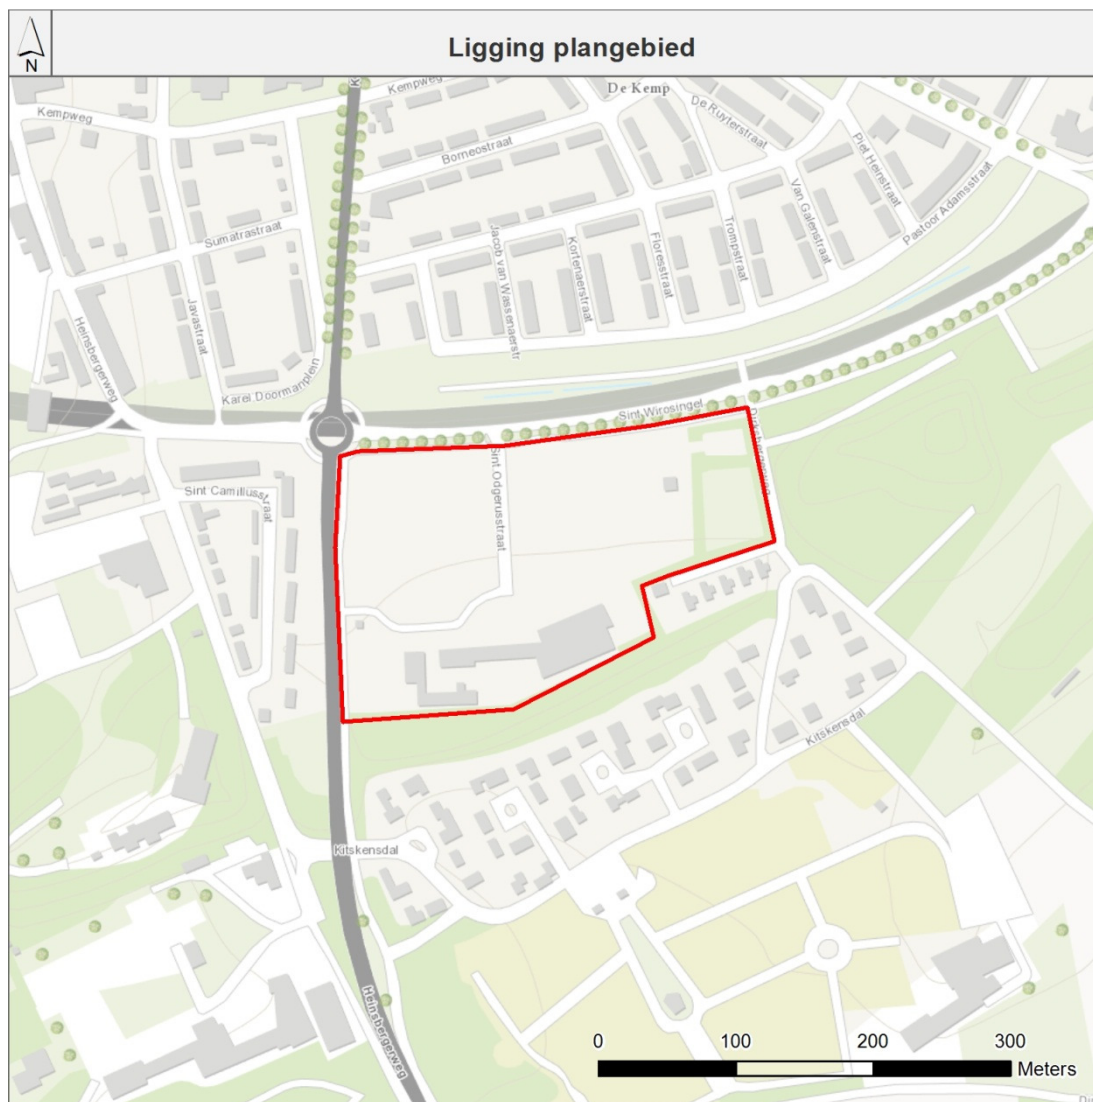 Ligging plangebied
N
Kempweg
De Kemp
Kempweg
De Ruyterstraat
Borneostraat
Piet Heinstraat
Van Galenstraat
Pastoor Adamsstraat
Sumatrastraat
Trompstraat
Floresstraat
Kortenaerstraat
Jacob van Wassenaerstr
Javastraat
Heinsbergerweg
Karel Doormanplein
Sint Wirosingel
Dirksbergerweg
Sint Odgerusstraat
Sint Camillusstraat
Kitskensdal
Kitskensdal
Heinsbergerweg
0 100 200 300
Meters